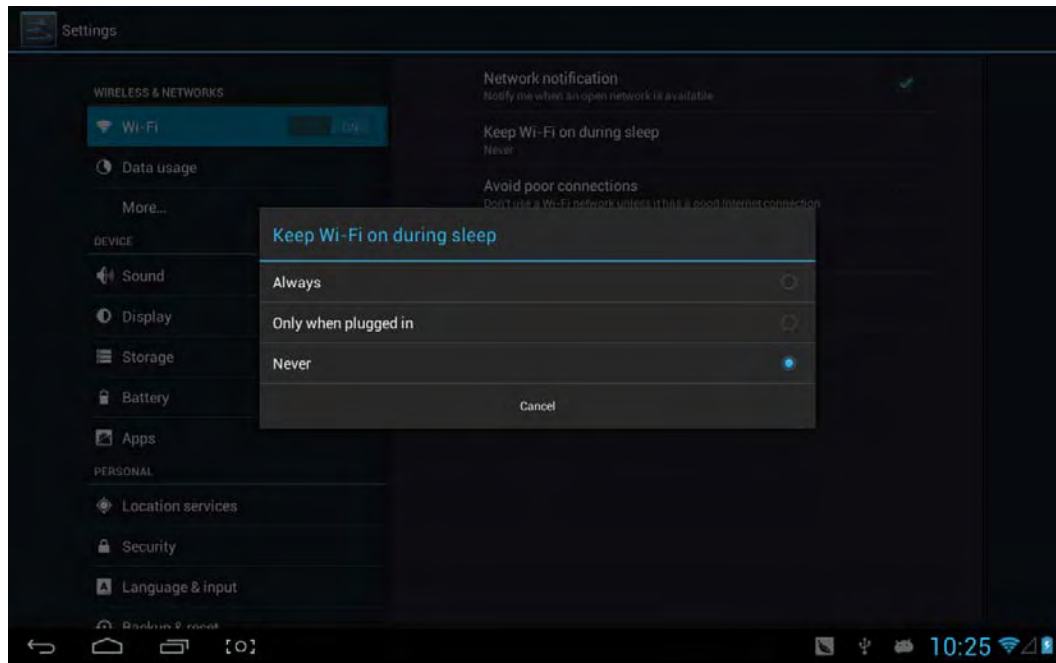 Settings
WIRELESS & NETWORKS
Wi-Fi
ON
Data usage
More...
DEVICE
Sound
Display
Storage
Battery
Apps
PERSONAL
Location services
Security
Language & input
Backup & reset
Network notification
Notify me when an open network is available
Keep Wi-Fi on during sleep
Never
Avoid poor connections
Don't use a Wi-Fi network unless it has a good Internet connection
Keep Wi-Fi on during sleep
Always
Only when plugged in
Never
Cancel
10:25